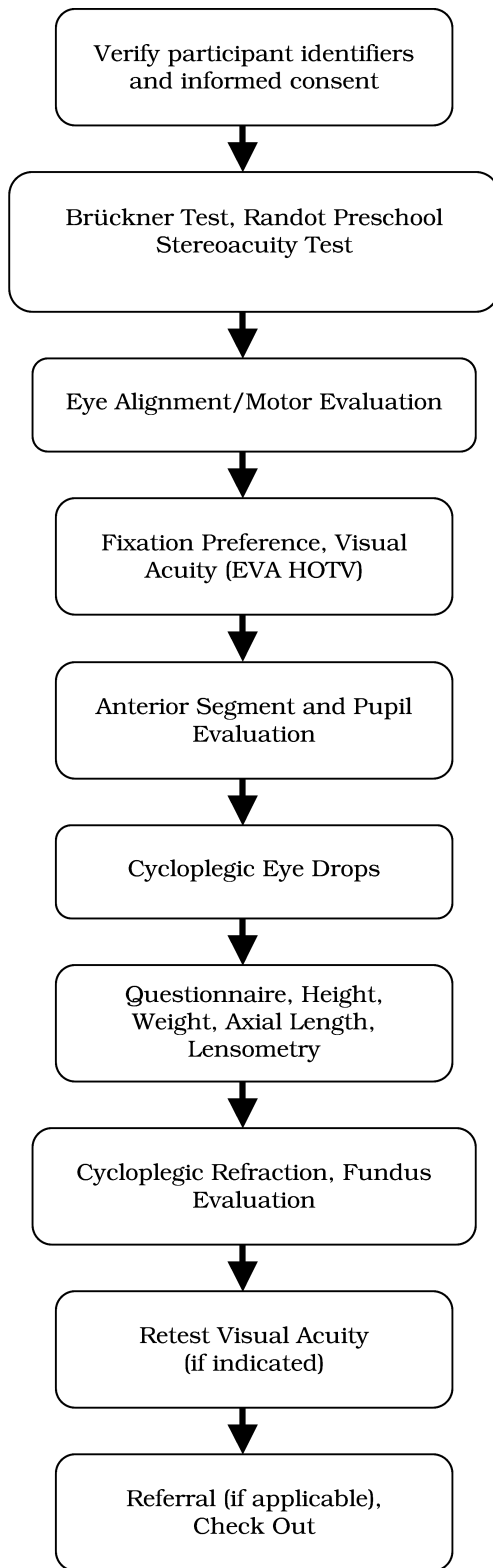 Verify participant identifiers
and informed consent
Brückner Test, Randot Preschool
Stereoacuity Test
Eye Alignment/Motor Evaluation
Fixation Preference, Visual
Acuity (EVA HOTV)
Anterior Segment and Pupil
Evaluation
Cycloplegic Eye Drops
Questionnaire, Height,
Weight, Axial Length,
Lensometry
Cycloplegic Refraction, Fundus
Evaluation
Retest Visual Acuity
(if indicated)
Referral (if applicable),
Check Out